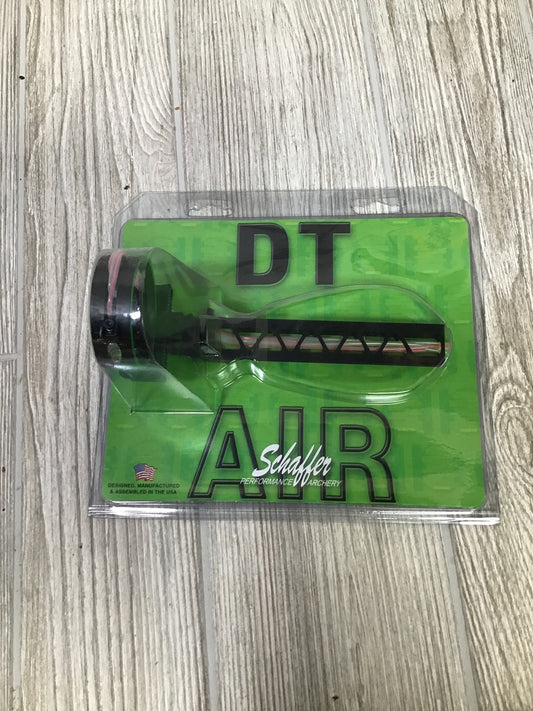 DT
AIR
Schaffer
PERFORMANCE ARCHERY
DESIGNED, MANUFACTURED
& ASSEMBLED IN THE USA